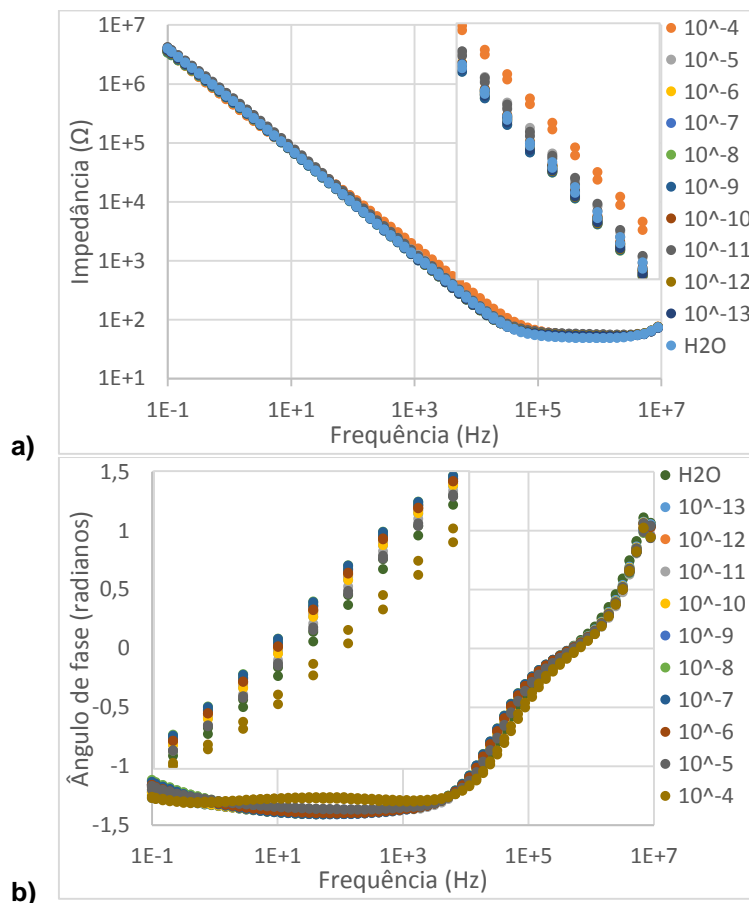 1E+7
1E+6
1E+5
1E+4
1E+3
1E+2
1E+1
Impedância (Ω)
1E-1
1E+1
1E+3
1E+5
1E+7
Frequência (Hz)
10^-4
10^-5
10^-6
10^-7
10^-8
10^-9
10^-10
10^-11
10^-12
10^-13
H2O
a)
1,5
1
0,5
0
-0,5
-1
-1,5
Ângulo de fase (radianos)
1E-1
1E+1
1E+3
1E+5
1E+7
Frequência (Hz)
H2O
10^-13
10^-12
10^-11
10^-10
10^-9
10^-8
10^-7
10^-6
10^-5
10^-4
b)